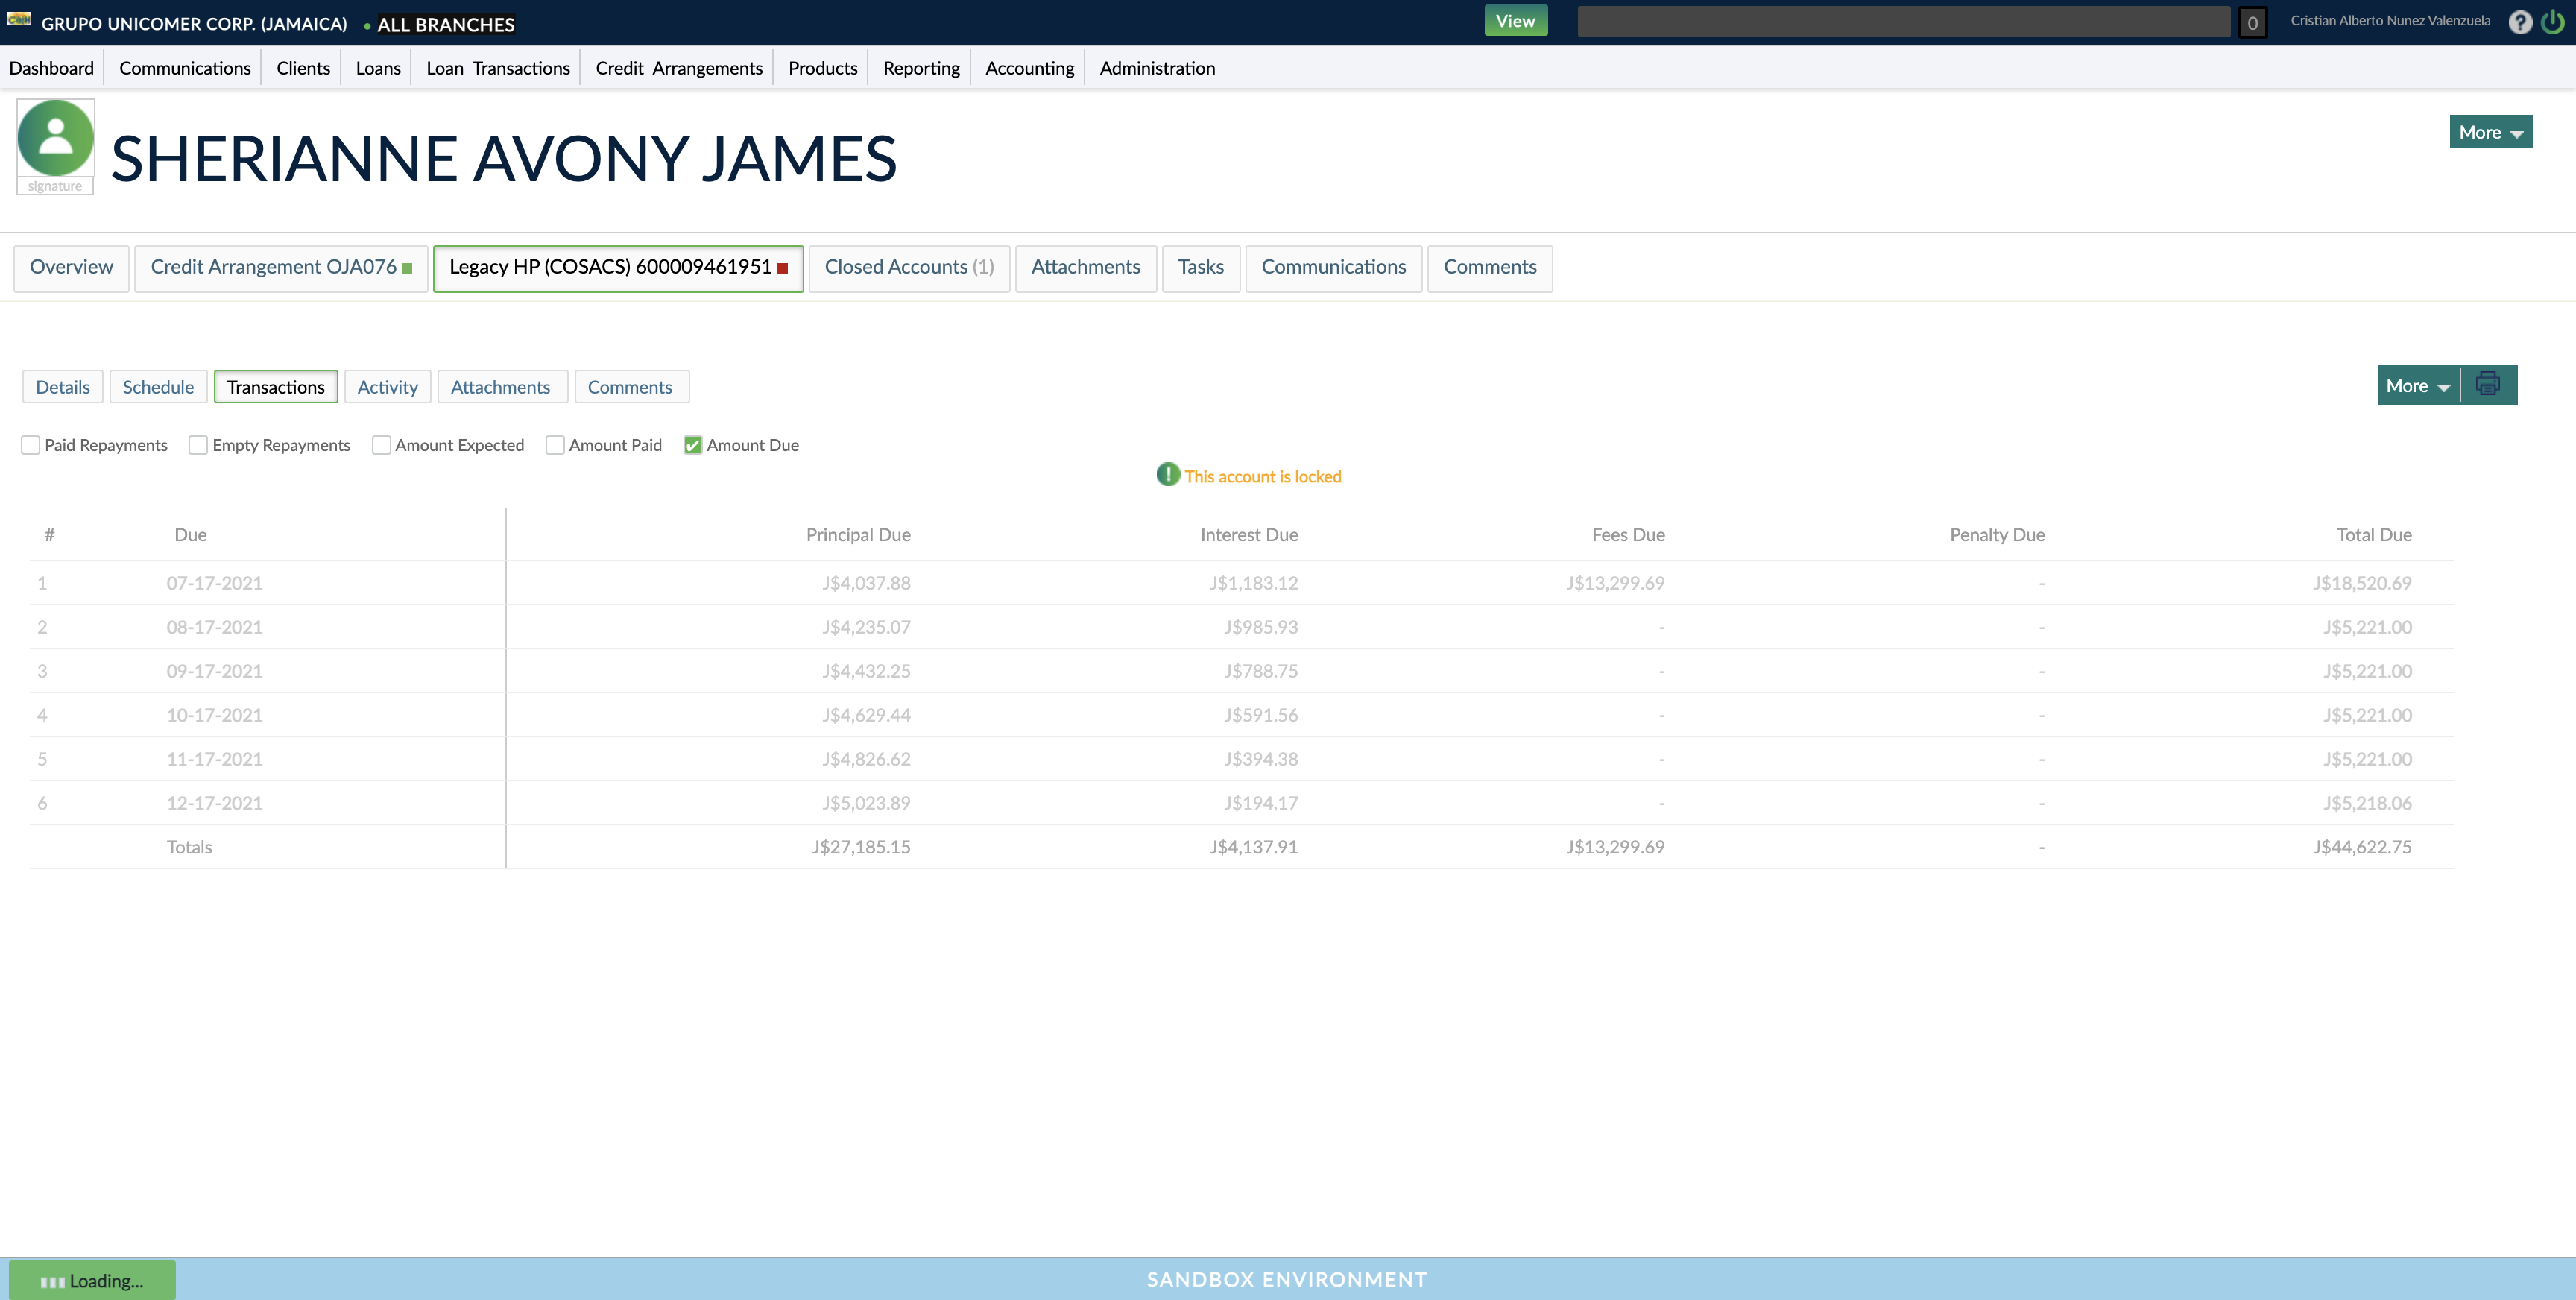 GRUPO UNICOMER CORP. (JAMAICA) • ALL BRANCHES View 0 Cristian Alberto Nunez Valenzuela ?
Dashboard Communications Clients Loans Loan Transactions Credit Arrangements Products Reporting Accounting Administration
SHERIANNE AVONY JAMES More
signature
Overview Credit Arrangement OJA076 Legacy HP (COSACS) 600009461951 Closed Accounts (1) Attachments Tasks Communications Comments
Details Schedule Transactions Activity Attachments Comments More
Paid Repayments Empty Repayments Amount Expected Amount Paid Amount Due
This account is locked
# Due Principal Due Interest Due Fees Due Penalty Due Total Due
1 07-17-2021 J$4,037.88 J$1,183.12 J$13,299.69 - J$18,520.69
2 08-17-2021 J$4,235.07 J$985.93 - - J$5,221.00
3 09-17-2021 J$4,432.25 J$788.75 - - J$5,221.00
4 10-17-2021 J$4,629.44 J$591.56 - - J$5,221.00
5 11-17-2021 J$4,826.62 J$394.38 - - J$5,221.00
6 12-17-2021 J$5,023.89 J$194.17 - - J$5,218.06
Totals J$27,185.15 J$4,137.91 J$13,299.69 - J$44,622.75
Loading... SANDBOX ENVIRONMENT